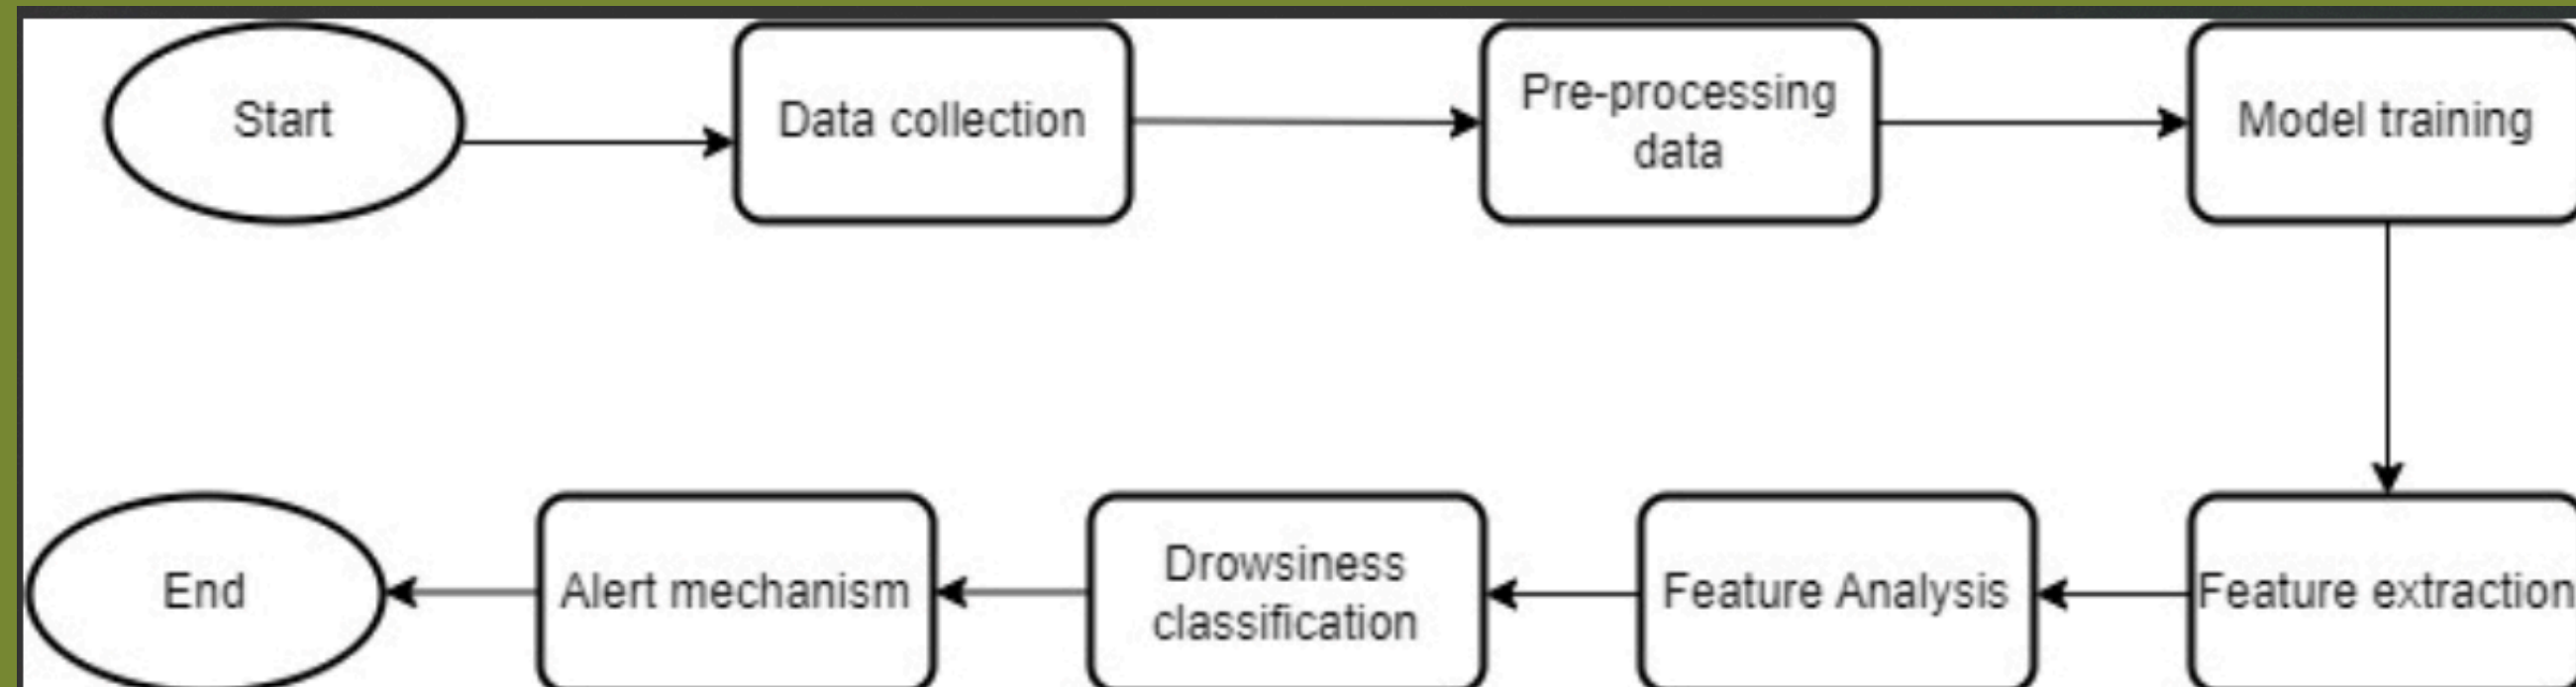 Start
Data collection
Pre-processing
data
Model training
Feature extraction
Feature Analysis
Drowsiness
classification
Alert mechanism
End